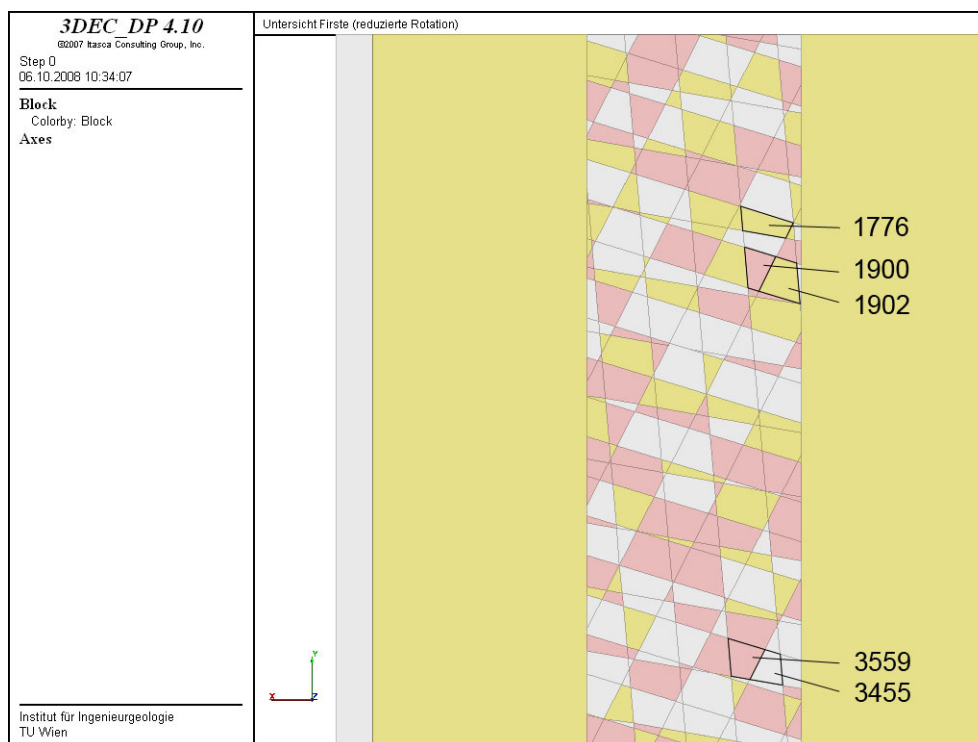 3DEC_DP 4.10
©2007 Itasca Consulting Group, Inc.
Step 0
06.10.2008 10:34:07
Block
Colorby: Block
Axes
Institut für Ingenieurgeologie
TU Wien
Untersicht Firste (reduzierte Rotation)
1776
1900
1902
3559
3455
Y
X
Z